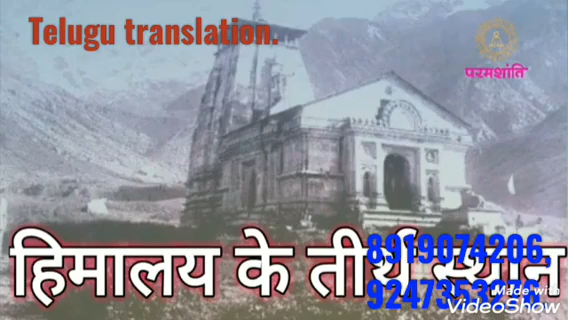 Telugu translation.
परमशांति
हिमालय के तीर्थ स्थान
8919074206,
Made with
VideoShow